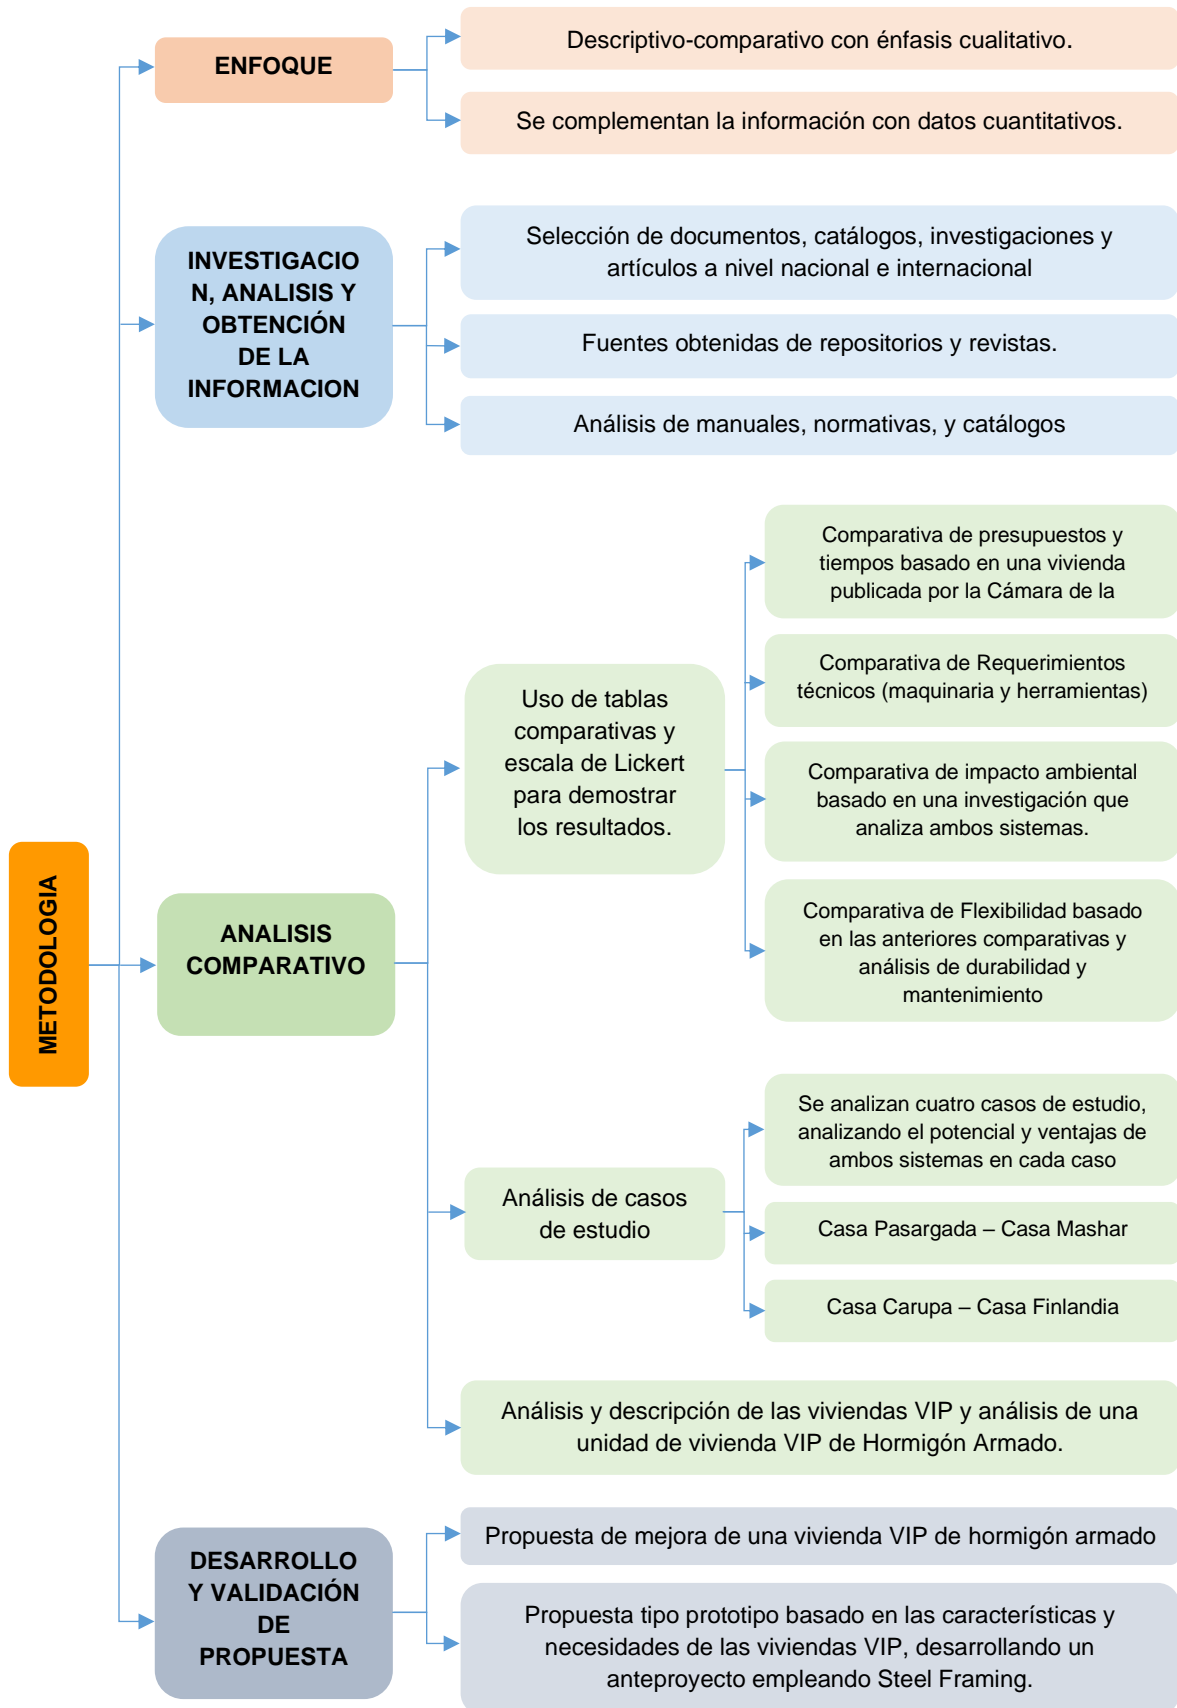 METODOLOGIA
ENFOQUE
Descriptivo-comparativo con énfasis cualitativo.
Se complementan la información con datos cuantitativos.
INVESTIGACIO
N, ANALISIS Y
OBTENCIÓN
DE LA
INFORMACION
Selección de documentos, catálogos, investigaciones y
artículos a nivel nacional e internacional
Fuentes obtenidas de repositorios y revistas.
Análisis de manuales, normativas, y catálogos
ANALISIS
COMPARATIVO
Uso de tablas
comparativas y
escala de Lickert
para demostrar
los resultados.
Comparativa de presupuestos y
tiempos basado en una vivienda
publicada por la Cámara de la
Comparativa de Requerimientos
técnicos (maquinaria y herramientas)
Comparativa de impacto ambiental
basado en una investigación que
analiza ambos sistemas.
Comparativa de Flexibilidad basado
en las anteriores comparativas y
análisis de durabilidad y
mantenimiento
Análisis de casos
de estudio
Se analizan cuatro casos de estudio,
analizando el potencial y ventajas de
ambos sistemas en cada caso
Casa Pasargada – Casa Mashar
Casa Carupa – Casa Finlandia
Análisis y descripción de las viviendas VIP y análisis de una
unidad de vivienda VIP de Hormigón Armado.
DESARROLLO
Y VALIDACIÓN
DE
PROPUESTA
Propuesta de mejora de una vivienda VIP de hormigón armado
Propuesta tipo prototipo basado en las características y
necesidades de las viviendas VIP, desarrollando un
anteproyecto empleando Steel Framing.